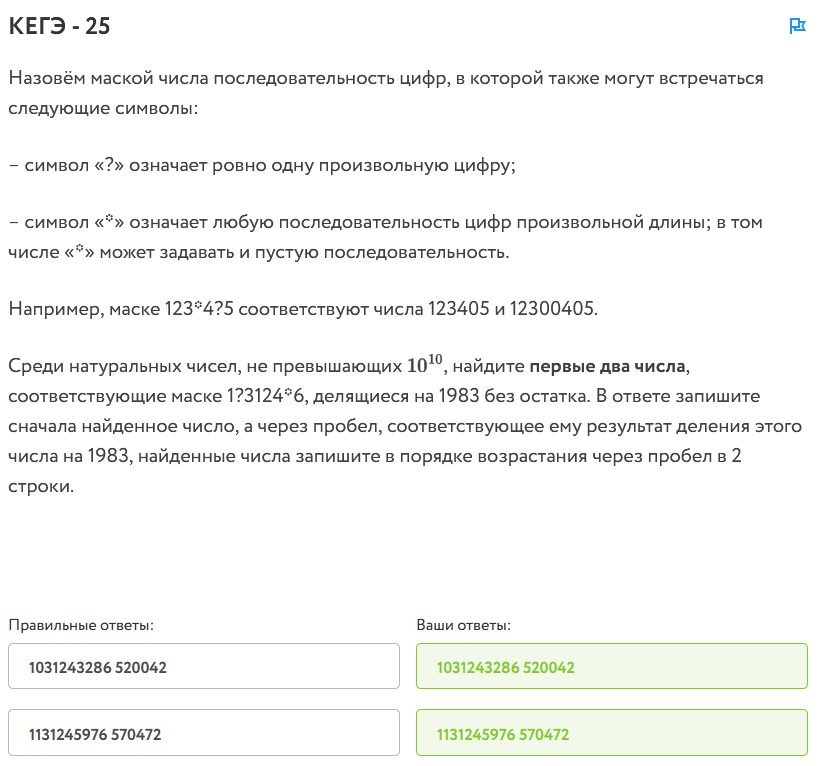 КЕГЭ - 25
Назовём маской числа последовательность цифр, в которой также могут встречаться
следующие символы:
– символ «?» означает ровно одну произвольную цифру;
– символ «*» означает любую последовательность цифр произвольной длины; в том
числе «*» может задавать и пустую последовательность.
Например, маске 123*4?5 соответствуют числа 123405 и 12300405.
Среди натуральных чисел, не превышающих 10^10, найдите первые два числа,
соответствующие маске 1?3124*6, делящиеся на 1983 без остатка. В ответе запишите
сначала найденное число, а через пробел, соответствующее ему результат деления этого
числа на 1983, найденные числа запишите в порядке возрастания через пробел в 2
строки.
Правильные ответы:
Ваши ответы:
1031243286 520042
1031243286 520042
1131245976 570472
1131245976 570472